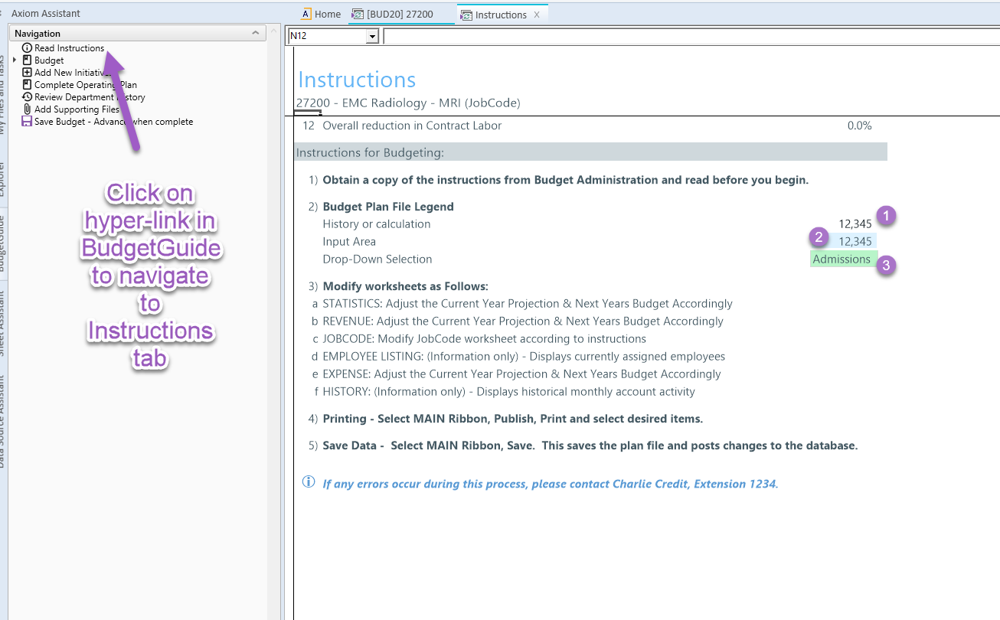 Axiom Assistant
Home
[BUD20] 27200
Instructions X
Navigation
N12
Read Instructions
Budget
Add New Initiatives
Complete Operating Plan
Review Department History
Add Supporting Files
Save Budget - Advance when complete
My Files and Tasks
Explorer
BudgetGuide
Sheet Assistant
Data Source Assistant
Click on
hyper-link in
BudgetGuide
to navigate
to
Instructions
tab
Instructions
27200 - EMC Radiology - MRI (JobCode)
12 Overall reduction in Contract Labor 0.0%
Instructions for Budgeting:
1) Obtain a copy of the instructions from Budget Administration and read before you begin.
2) Budget Plan File Legend
History or calculation 12,345 1
Input Area 2 12,345
Drop-Down Selection Admissions 3
3) Modify worksheets as Follows:
a STATISTICS: Adjust the Current Year Projection & Next Years Budget Accordingly
b REVENUE: Adjust the Current Year Projection & Next Years Budget Accordingly
c JOBCODE: Modify JobCode worksheet according to instructions
d EMPLOYEE LISTING: (Information only) - Displays currently assigned employees
e EXPENSE: Adjust the Current Year Projection & Next Years Budget Accordingly
f HISTORY: (Information only) - Displays historical monthly account activity
4) Printing - Select MAIN Ribbon, Publish, Print and select desired items.
5) Save Data - Select MAIN Ribbon, Save. This saves the plan file and posts changes to the database.
If any errors occur during this process, please contact Charlie Credit, Extension 1234.